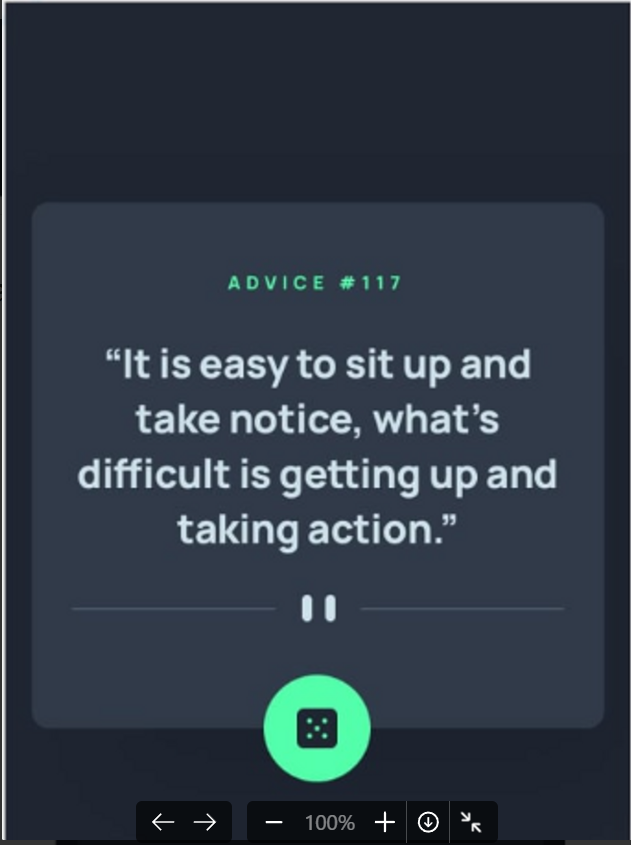 ADVICE #117
“It is easy to sit up and
take notice, what’s
difficult is getting up and
taking action.”
100%